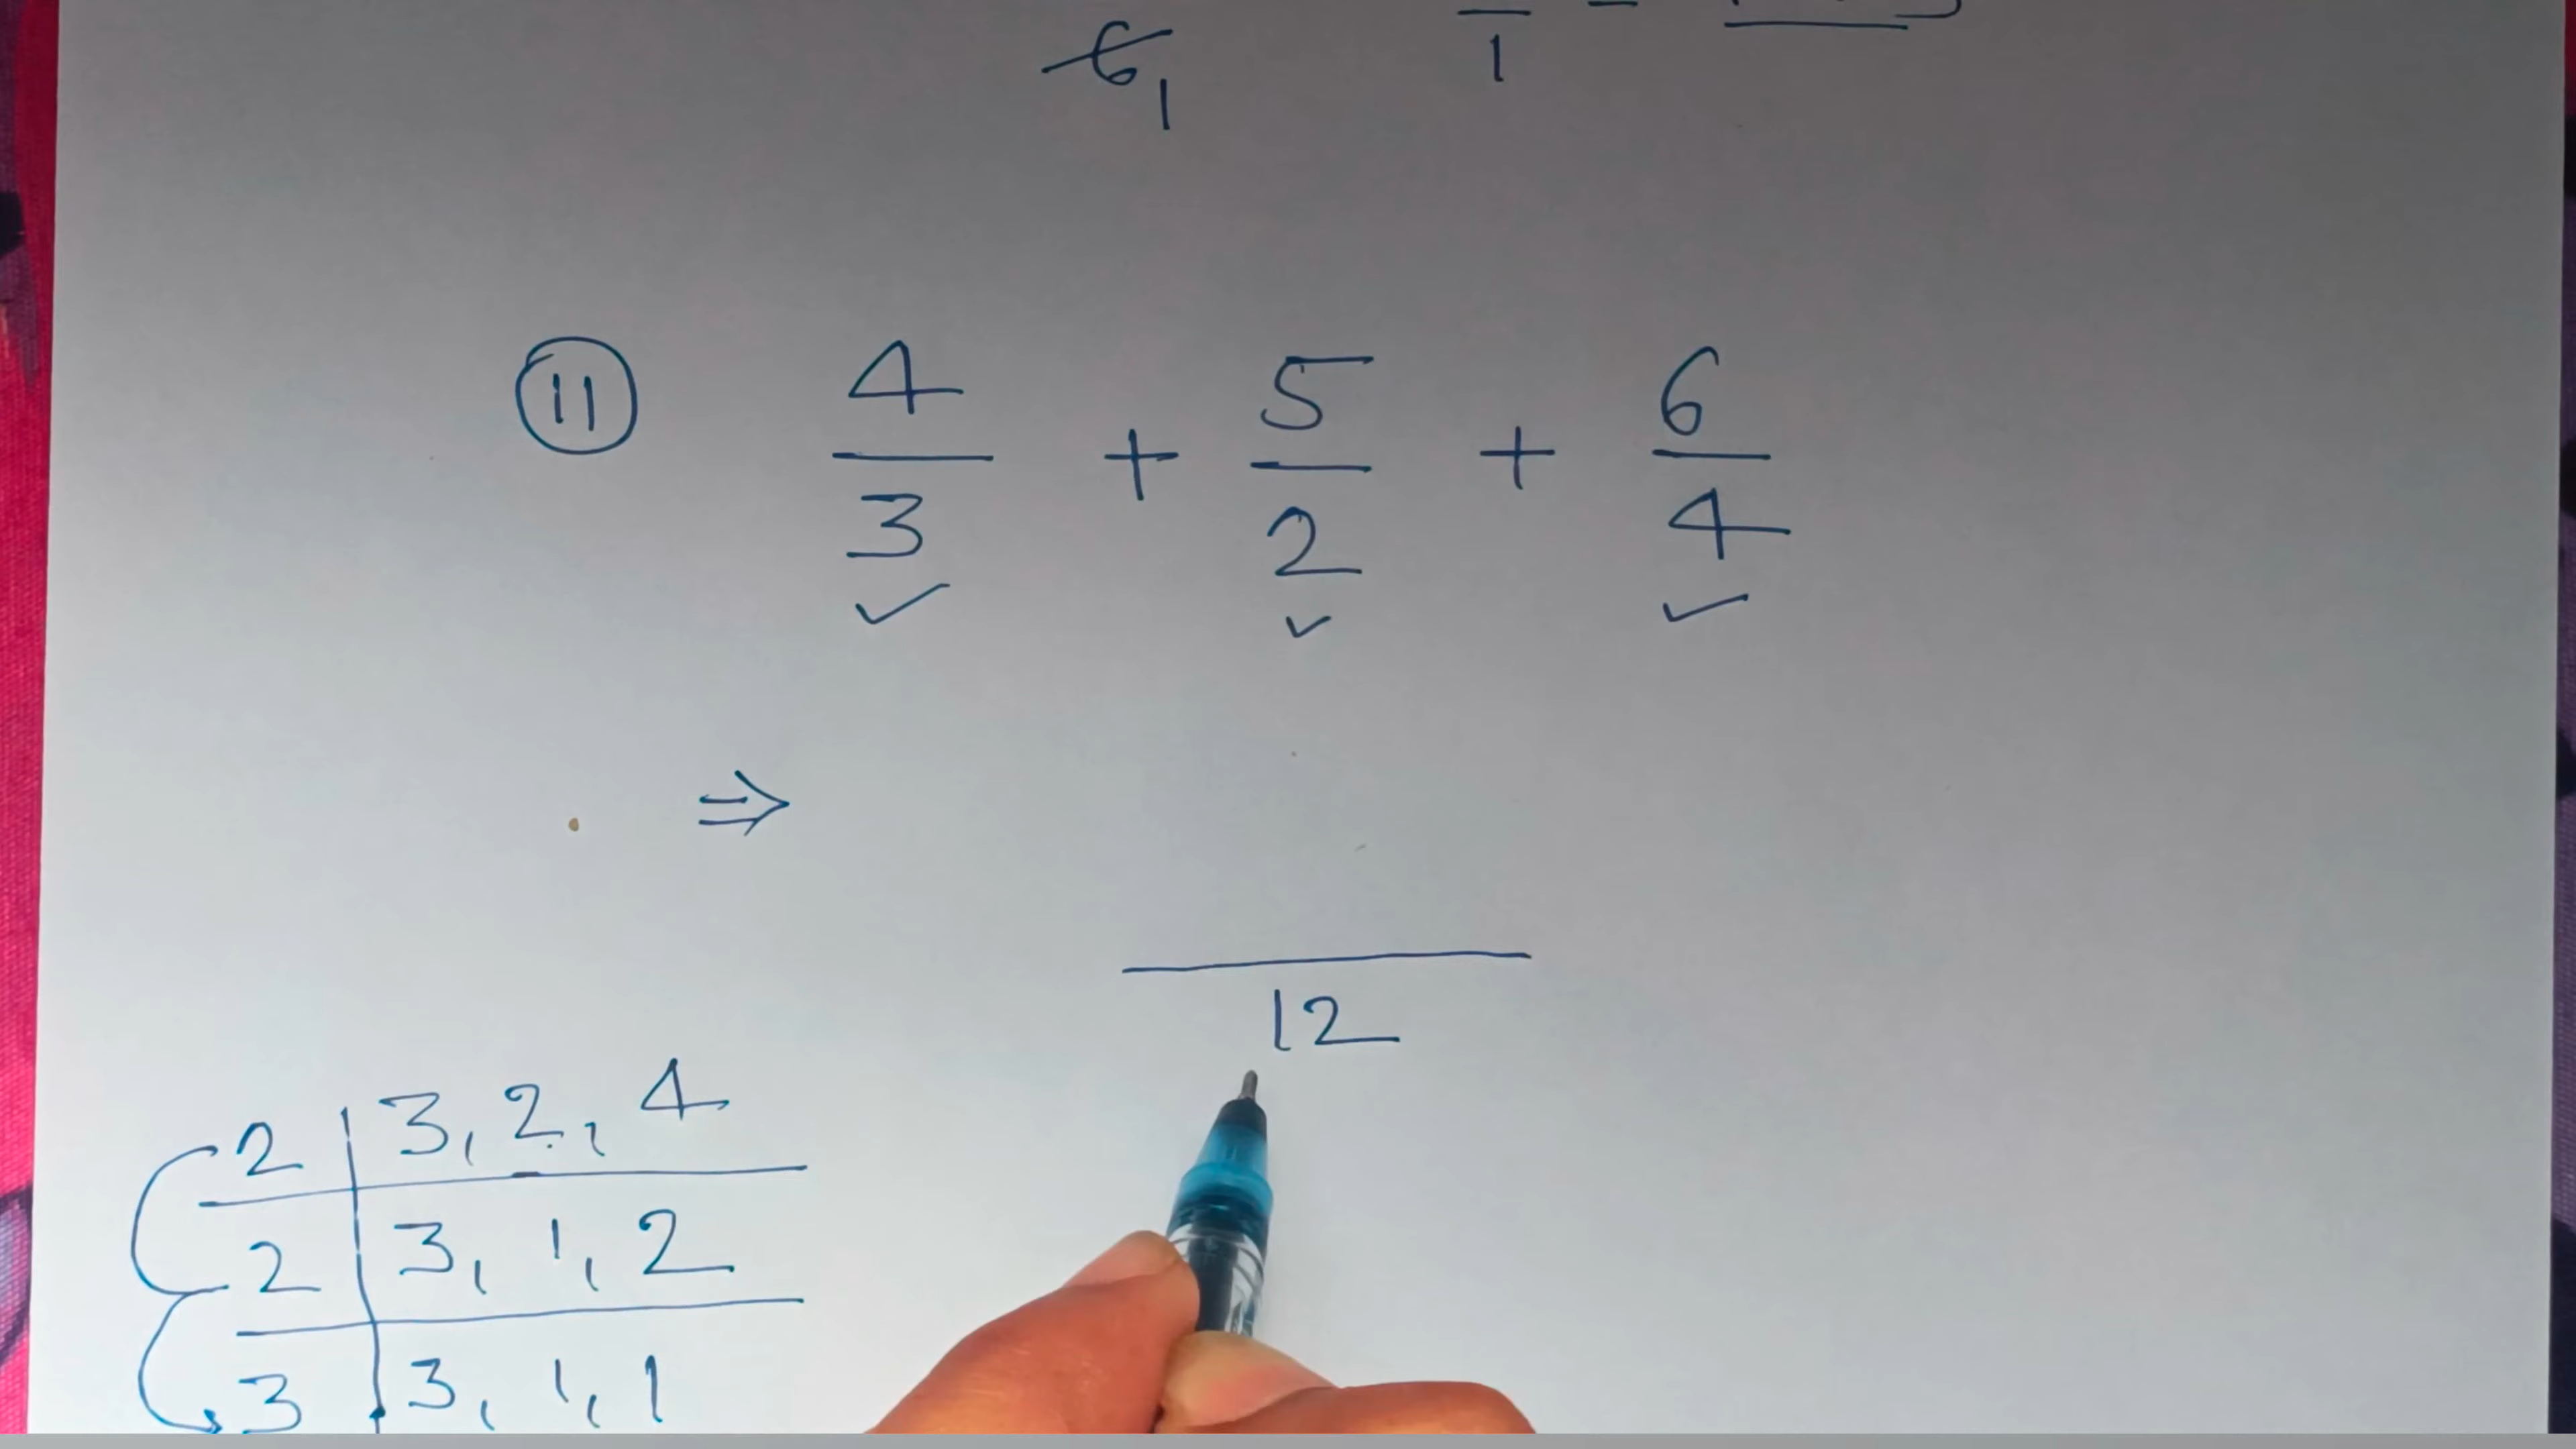 6 1 1
11 4/3 + 5/2 + 6/4
⇒
/12
2 | 3, 2, 4
2 | 3, 1, 2
3 | 3, 1, 1